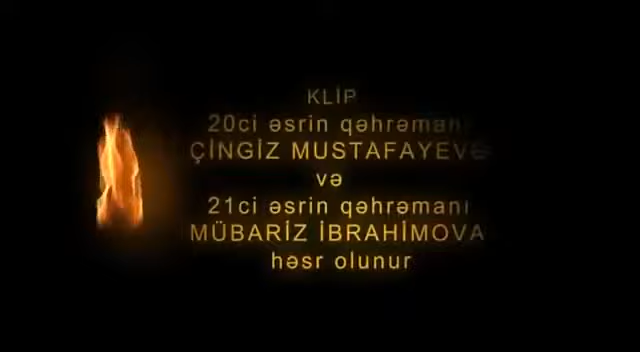 KLİP
20ci əsrin qəhrəmanı
ÇİNGİZ MUSTAFAYEVƏ
və
21ci əsrin qəhrəmanı
MÜBARİZ İBRAHİMOVA
həsr olunur